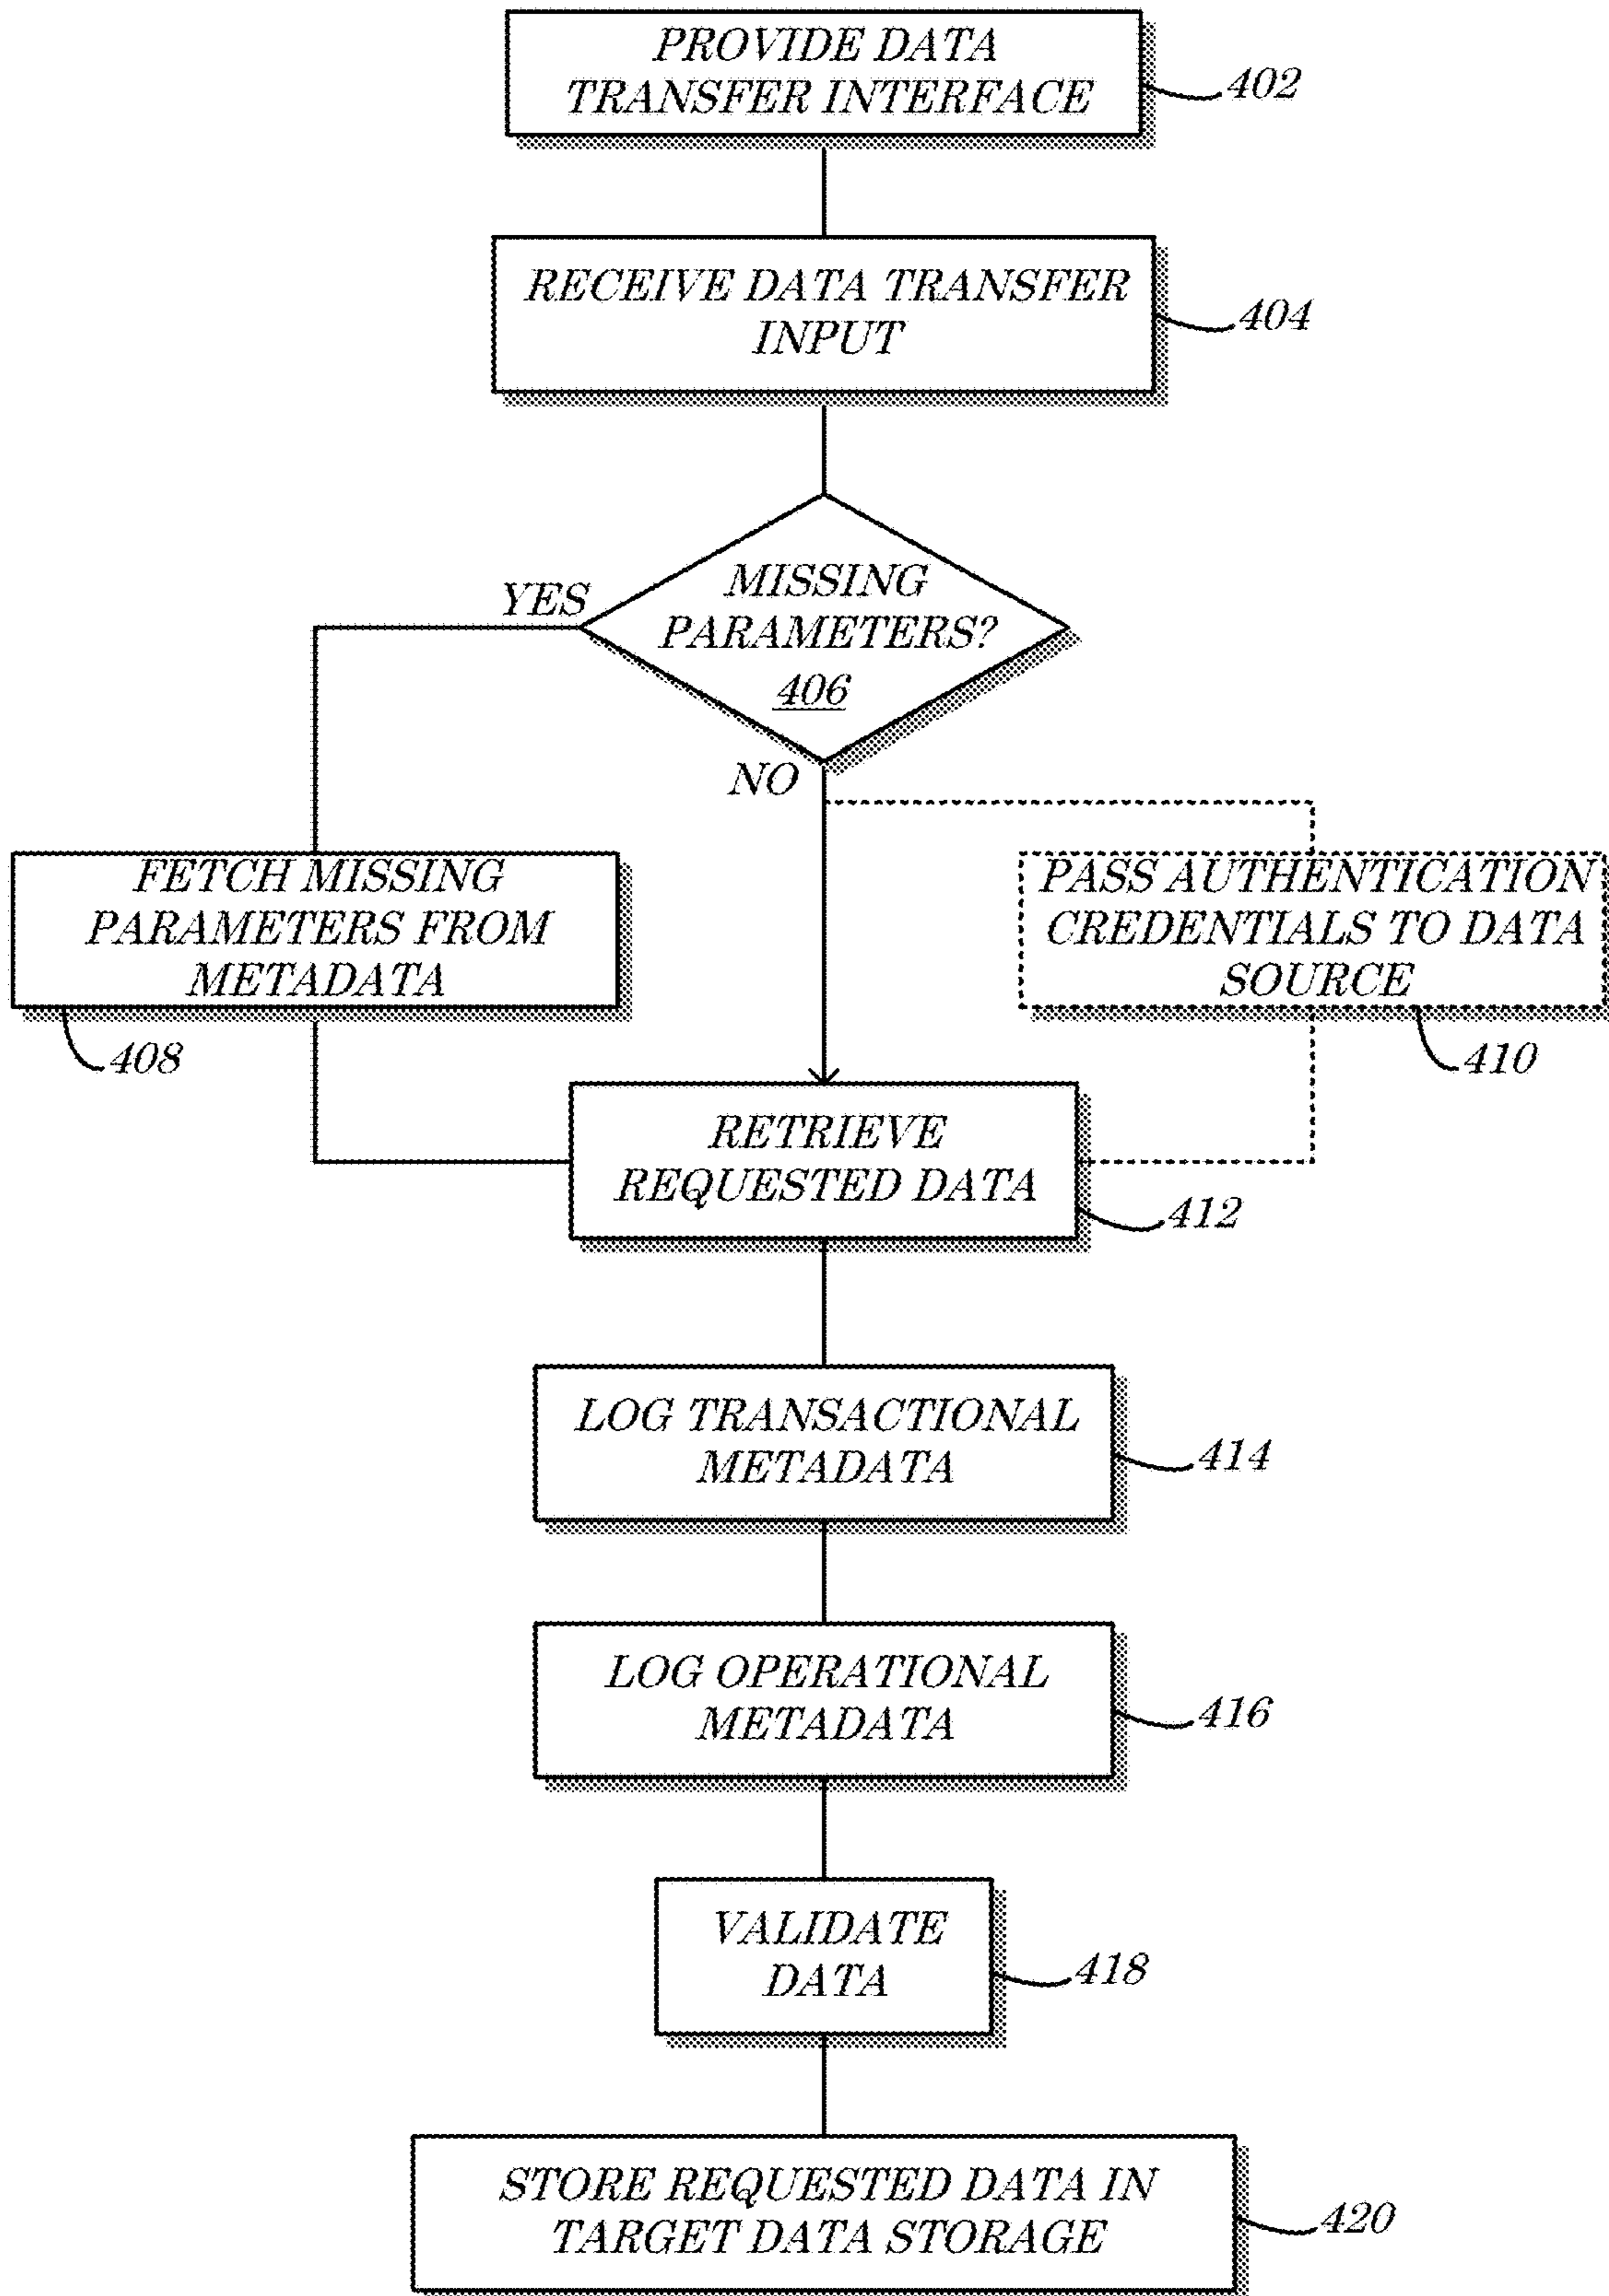 PROVIDE DATA
TRANSFER INTERFACE
402
RECEIVE DATA TRANSFER
INPUT
404
MISSING
PARAMETERS?
406
YES
NO
FETCH MISSING
PARAMETERS FROM
METADATA
408
PASS AUTHENTICATION
CREDENTIALS TO DATA
SOURCE
410
RETRIEVE
REQUESTED DATA
412
LOG TRANSACTIONAL
METADATA
414
LOG OPERATIONAL
METADATA
416
VALIDATE
DATA
418
STORE REQUESTED DATA IN
TARGET DATA STORAGE
420